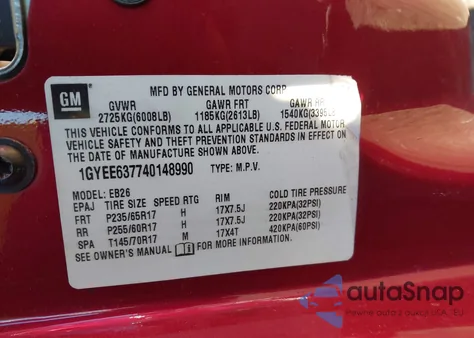 GM
MFD BY GENERAL MOTORS CORP
GVWR GAWR FRT GAWR RR
2725KG(6008LB) 1185KG(2613LB) 1540KG(3395LB)
THIS VEHICLE CONFORMS TO ALL APPLICABLE U.S. FEDERAL MOTOR
VEHICLE SAFETY, BUMPER, AND THEFT PREVENTION STANDARDS IN
EFFECT ON THE DATE OF MANUFACTURE SHOWN ABOVE.
1GYEE637740148990 TYPE: M.P.V.
MODEL: EB26
EPAJ TIRE SIZE SPEED RTG RIM COLD TIRE PRESSURE
FRT P235/65R17 H 17X7.5J 220KPA(32PSI)
RR P255/60R17 H 17X7.5J 220KPA(32PSI)
SPA T145/70R17 M 17X4T 420KPA(60PSI)
SEE OWNER'S MANUAL FOR MORE INFORMATION.
autoSnap